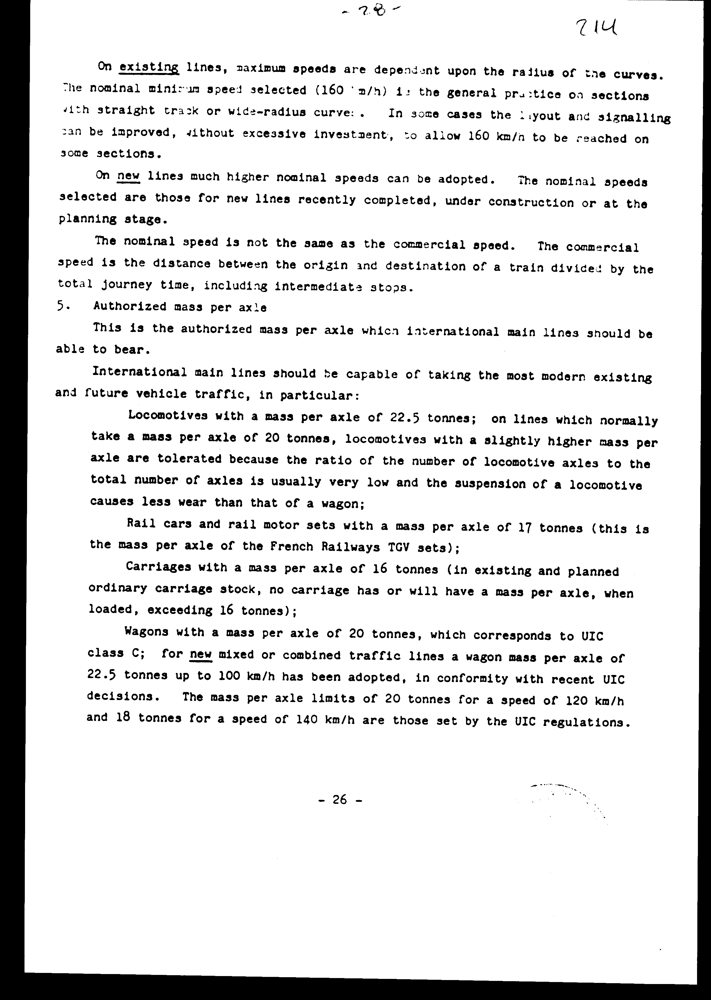 - 28 -
214
On existing lines, maximum speeds are dependent upon the radius of the curves.
The nominal minimum speed selected (160 km/h) is the general practice on sections
with straight track or wide-radius curves. In some cases the layout and signalling
can be improved, without excessive investment, to allow 160 km/h to be reached on
some sections.
On new lines much higher nominal speeds can be adopted. The nominal speeds
selected are those for new lines recently completed, under construction or at the
planning stage.
The nominal speed is not the same as the commercial speed. The commercial
speed is the distance between the origin and destination of a train divided by the
total journey time, including intermediate stops.
5. Authorized mass per axle
This is the authorized mass per axle which international main lines should be
able to bear.
International main lines should be capable of taking the most modern existing
and future vehicle traffic, in particular:
Locomotives with a mass per axle of 22.5 tonnes; on lines which normally
take a mass per axle of 20 tonnes, locomotives with a slightly higher mass per
axle are tolerated because the ratio of the number of locomotive axles to the
total number of axles is usually very low and the suspension of a locomotive
causes less wear than that of a wagon;
Rail cars and rail motor sets with a mass per axle of 17 tonnes (this is
the mass per axle of the French Railways TGV sets);
Carriages with a mass per axle of 16 tonnes (in existing and planned
ordinary carriage stock, no carriage has or will have a mass per axle, when
loaded, exceeding 16 tonnes);
Wagons with a mass per axle of 20 tonnes, which corresponds to UIC
class C; for new mixed or combined traffic lines a wagon mass per axle of
22.5 tonnes up to 100 km/h has been adopted, in conformity with recent UIC
decisions. The mass per axle limits of 20 tonnes for a speed of 120 km/h
and 18 tonnes for a speed of 140 km/h are those set by the UIC regulations.
- 26 -